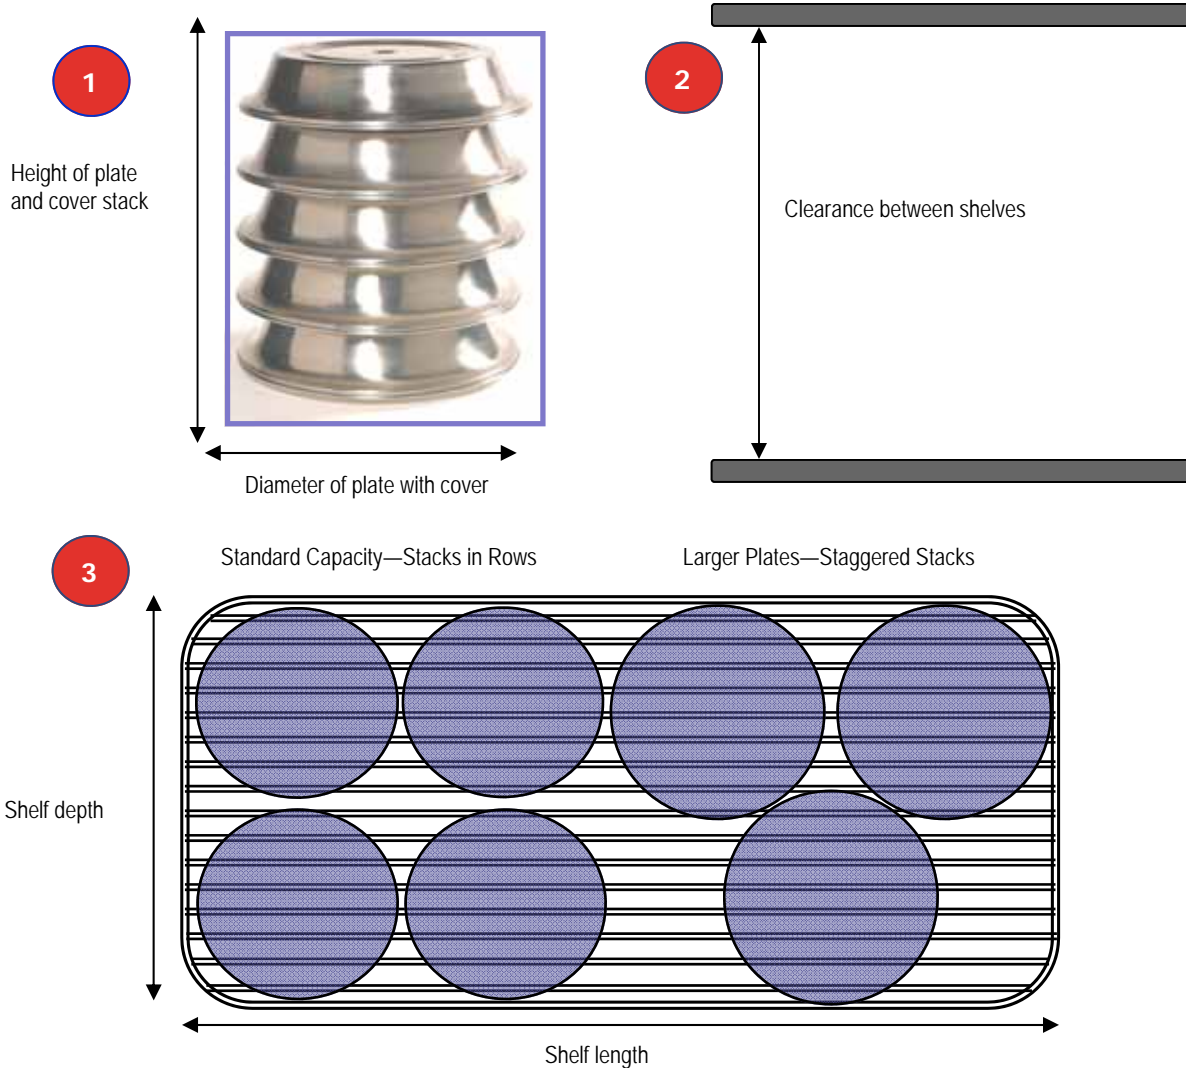 1
Height of plate
and cover stack
Diameter of plate with cover
2
Clearance between shelves
3
Standard Capacity—Stacks in Rows
Larger Plates—Staggered Stacks
Shelf depth
Shelf length